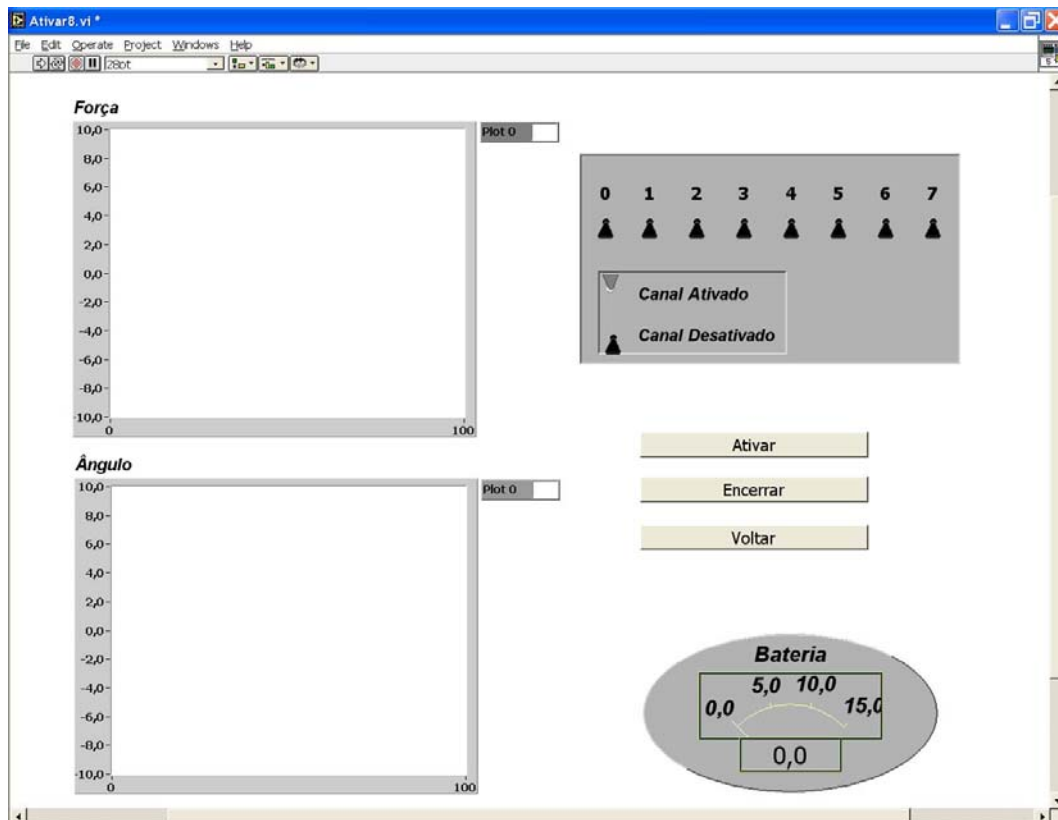 Ativar8.vi *
File Edit Operate Project Windows Help
28pt
5
Força
Plot 0
10,0
8,0
6,0
4,0
2,0
0,0
-2,0
-4,0
-6,0
-8,0
-10,0
0 100
0 1 2 3 4 5 6 7
Canal Ativado
Canal Desativado
Ativar
Encerrar
Voltar
Ângulo
Plot 0
10,0
8,0
6,0
4,0
2,0
0,0
-2,0
-4,0
-6,0
-8,0
-10,0
0 100
Bateria
0,0 5,0 10,0 15,0
0,0